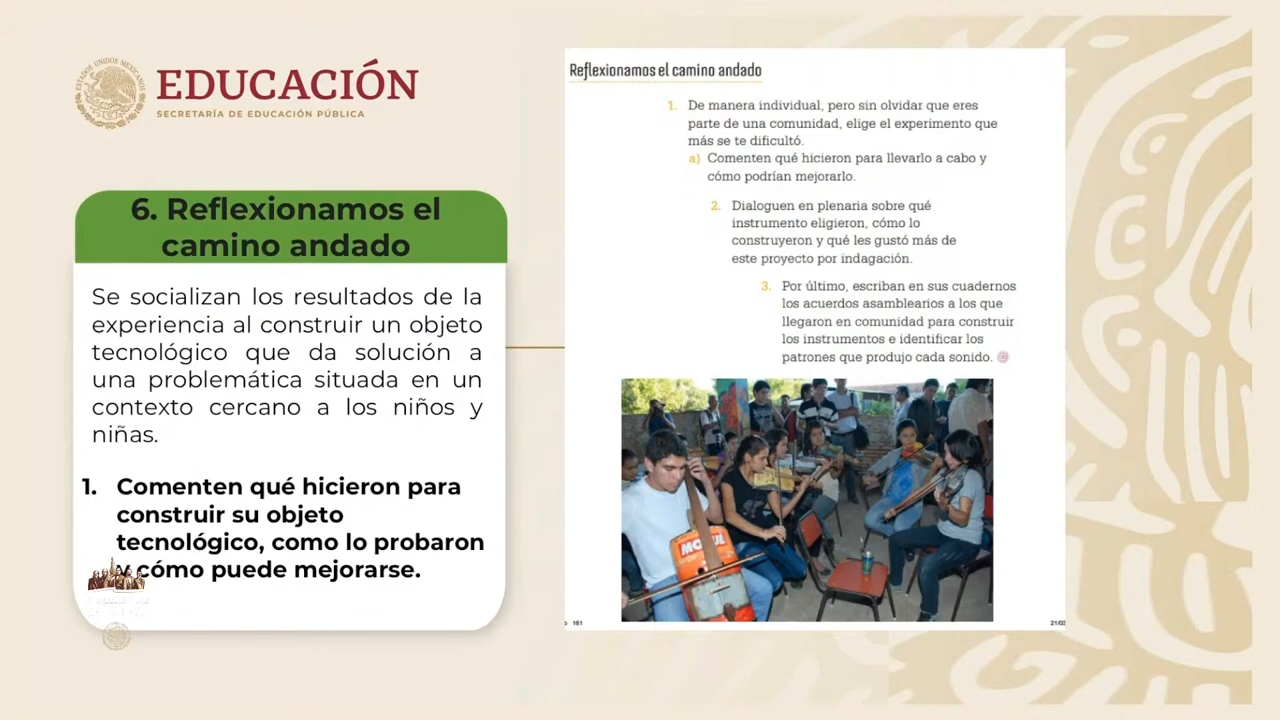 ESTADOS UNIDOS MEXICANOS
EDUCACIÓN
SECRETARÍA DE EDUCACIÓN PÚBLICA
6. Reflexionamos el
camino andado
Se socializan los resultados de la
experiencia al construir un objeto
tecnológico que da solución a
una problemática situada en un
contexto cercano a los niños y
niñas.
1. Comenten qué hicieron para
construir su objeto
tecnológico, como lo probaron
y cómo puede mejorarse.
Reflexionamos el camino andado
1. De manera individual, pero sin olvidar que eres
parte de una comunidad, elige el experimento que
más se te dificultó.
a) Comenten qué hicieron para llevarlo a cabo y
cómo podrían mejorarlo.
2. Dialoguen en plenaria sobre qué
instrumento eligieron, cómo lo
construyeron y qué les gustó más de
este proyecto por indagación.
3. Por último, escriban en sus cuadernos
los acuerdos asamblearios a los que
llegaron en comunidad para construir
los instrumentos e identificar los
patrones que produjo cada sonido.
161
21/03